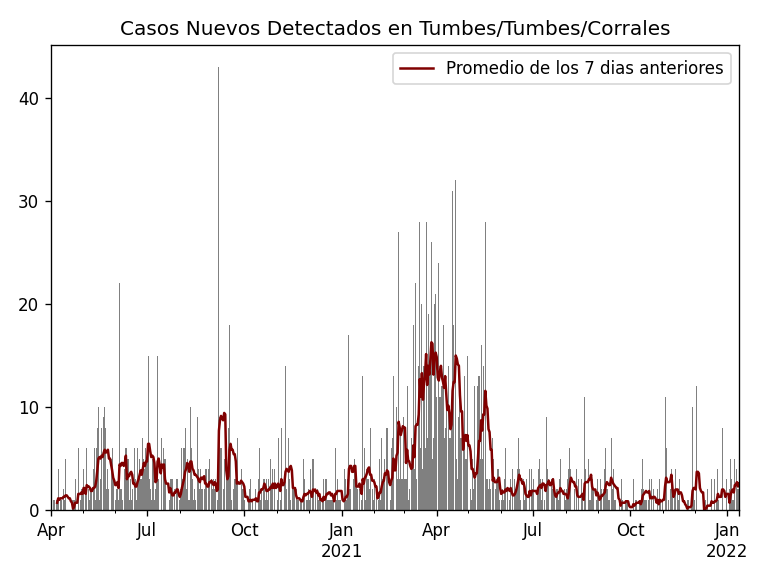 Casos Nuevos Detectados en Tumbes/Tumbes/Corrales
Promedio de los 7 dias anteriores
40
30
20
10
0
Apr Jul Oct Jan Apr Jul Oct Jan
2021 2022